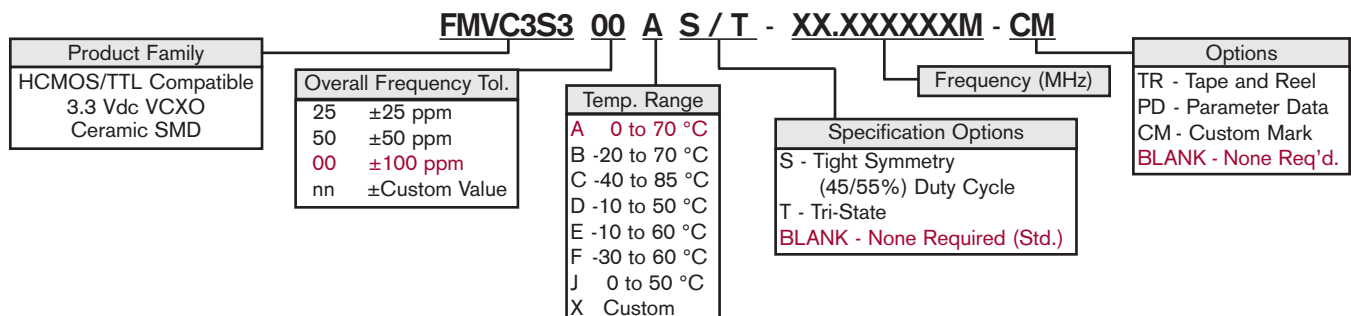 FMVC3S3 00 A S / T - XX.XXXXXXM - CM
Product Family
HCMOS/TTL Compatible
3.3 Vdc VCXO
Ceramic SMD
Overall Frequency Tol.
25 ±25 ppm
50 ±50 ppm
00 ±100 ppm
nn ±Custom Value
Temp. Range
A 0 to 70 °C
B -20 to 70 °C
C -40 to 85 °C
D -10 to 50 °C
E -10 to 60 °C
F -30 to 60 °C
J 0 to 50 °C
X Custom
Specification Options
S - Tight Symmetry
(45/55%) Duty Cycle
T - Tri-State
BLANK - None Required (Std.)
Frequency (MHz)
Options
TR - Tape and Reel
PD - Parameter Data
CM - Custom Mark
BLANK - None Req'd.